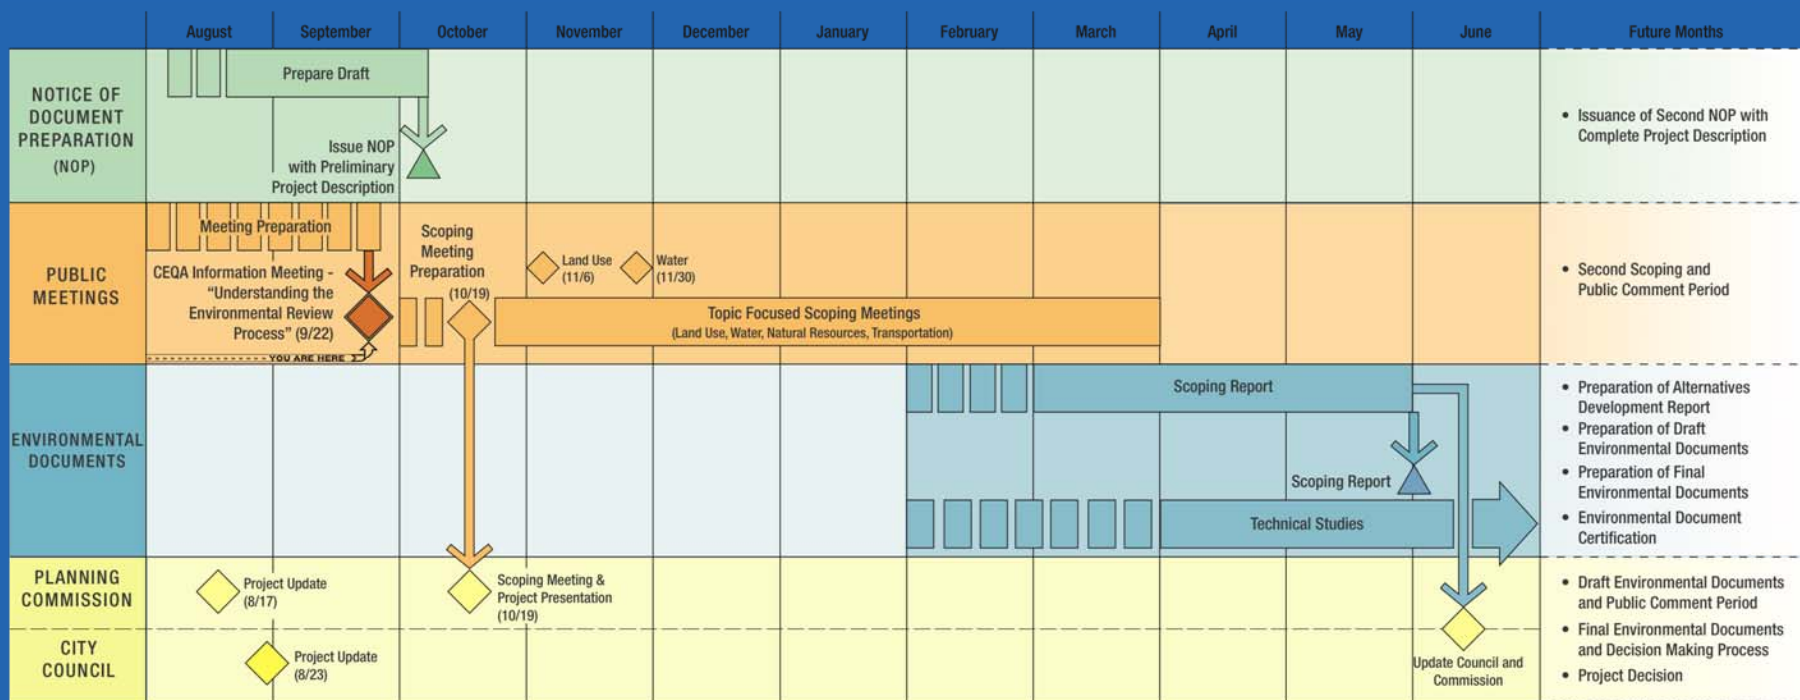 August
September
October
November
December
January
February
March
April
May
June
Future Months
NOTICE OF
DOCUMENT
PREPARATION
(NOP)
Prepare Draft
Issue NOP
with Preliminary
Project Description
• Issuance of Second NOP with
Complete Project Description
PUBLIC
MEETINGS
Meeting Preparation
CEQA Information Meeting -
“Understanding the
Environmental Review
Process” (9/22)
YOU ARE HERE
Scoping
Meeting
Preparation
(10/19)
Land Use
(11/6)
Water
(11/30)
Topic Focused Scoping Meetings
(Land Use, Water, Natural Resources, Transportation)
• Second Scoping and
Public Comment Period
ENVIRONMENTAL
DOCUMENTS
Scoping Report
Scoping Report
Technical Studies
• Preparation of Alternatives
Development Report
• Preparation of Draft
Environmental Documents
• Preparation of Final
Environmental Documents
• Environmental Document
Certification
PLANNING
COMMISSION
Project Update
(8/17)
Scoping Meeting &
Project Presentation
(10/19)
• Draft Environmental Documents
and Public Comment Period
• Final Environmental Documents
and Decision Making Process
• Project Decision
CITY
COUNCIL
Project Update
(8/23)
Update Council and
Commission